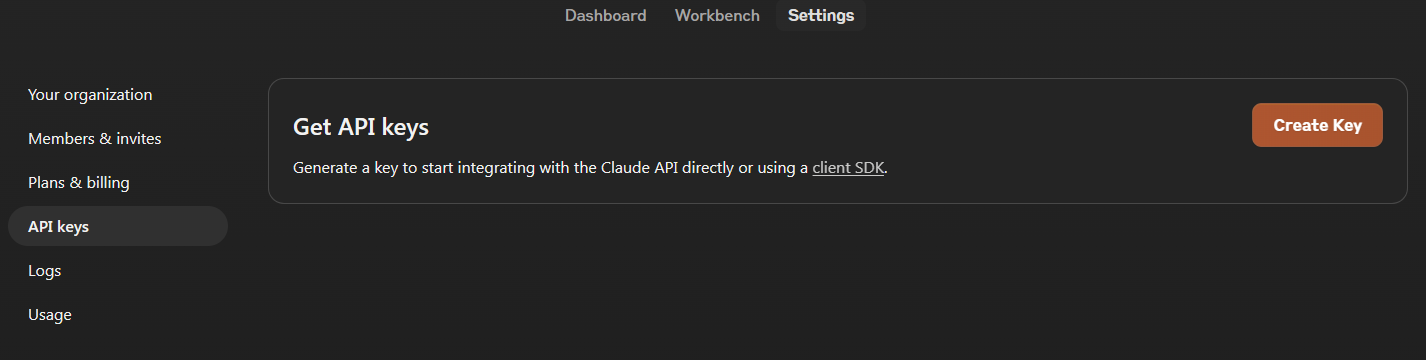 Dashboard Workbench Settings
Your organization
Members & invites
Plans & billing
API keys
Logs
Usage
Get API keys
Create Key
Generate a key to start integrating with the Claude API directly or using a client SDK.